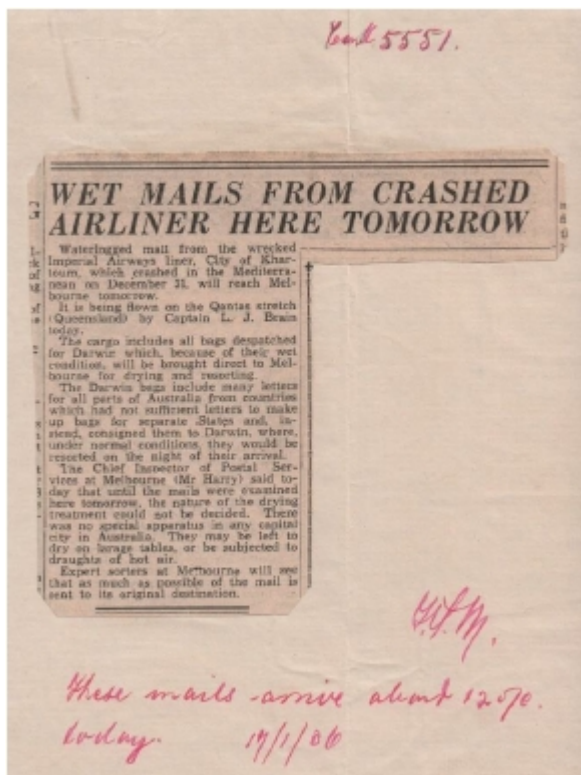 5551.
WET MAILS FROM CRASHED
AIRLINER HERE TOMORROW
Waterlogged mail from the wrecked
Imperial Airways liner, City of Khar-
toum, which crashed in the Mediterra-
nean on December 31, will reach Mel-
bourne tomorrow.
It is being flown on the Qantas stretch
(Queensland) by Captain L. J. Brain
today.
The cargo includes all bags despatched
for Darwin which, because of their wet
condition, will be brought direct to Mel-
bourne for drying and resorting.
The Darwin bags include many letters
for all parts of Australia from countries
which had not sufficient letters to make
up bags for separate States and, in-
stead, consigned them to Darwin, where,
under normal conditions, they would be
resorted on the night of their arrival.
The Chief Inspector of Postal Ser-
vices at Melbourne (Mr Harry) said to-
day that until the mails were examined
here tomorrow, the nature of the drying
treatment could not be decided. There
was no special apparatus in any capital
city in Australia. They may be left to
dry on large tables, or be subjected to
draughts of hot air.
Expert sorters at Melbourne will see
that as much as possible of the mail is
sent to its original destination.
These mails arrive about
today. 17/1/36